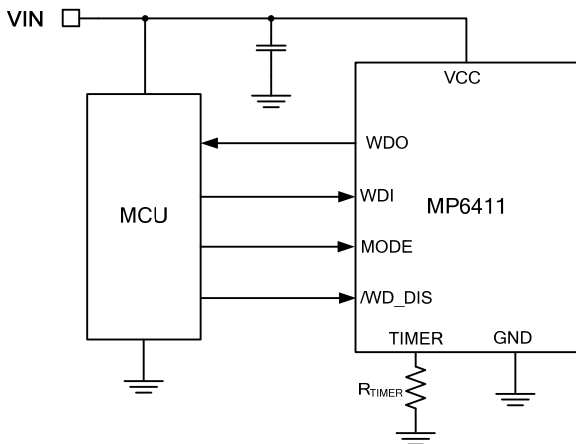 VIN
VCC
WDO
WDI
MCU
MP6411
MODE
/WD_DIS
TIMER
GND
RTIMER